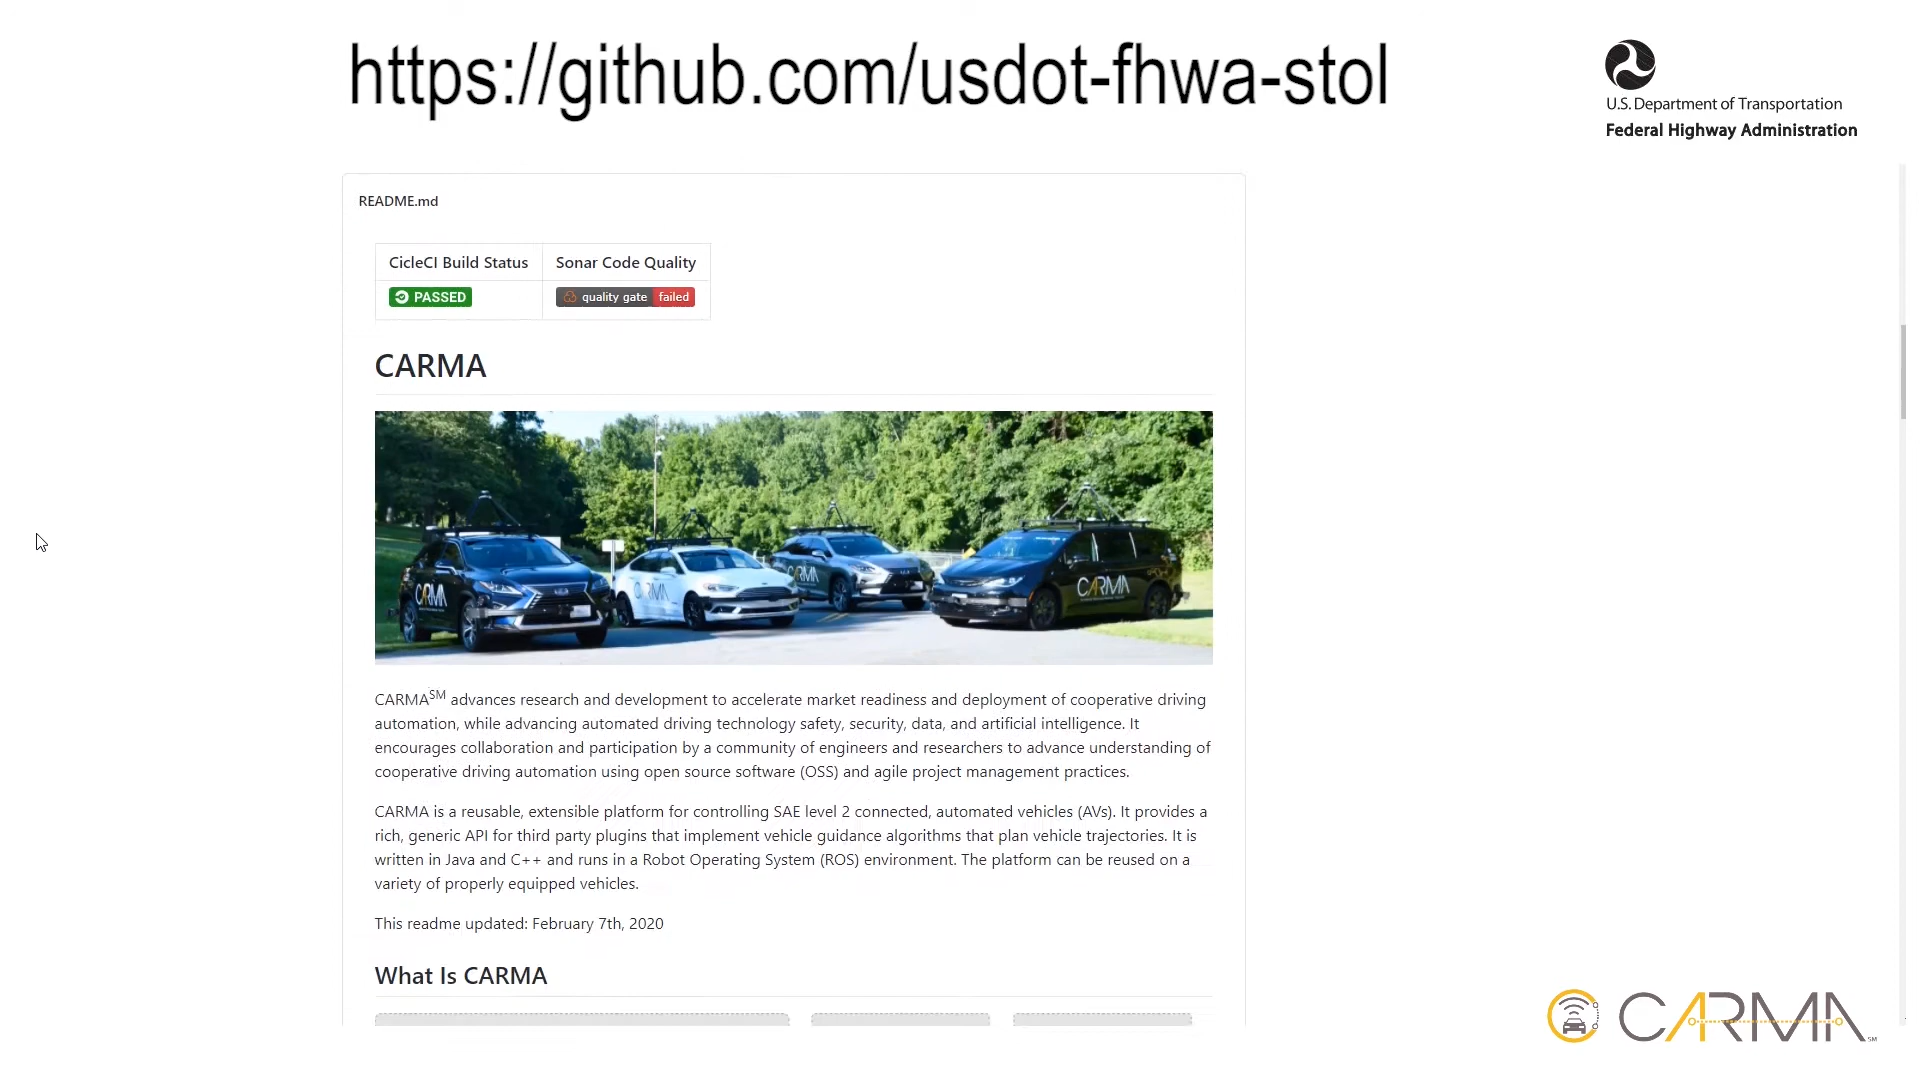 https://github.com/usdot-fhwa-stol
U.S. Department of Transportation
Federal Highway Administration
README.md
CicleCI Build Status
Sonar Code Quality
PASSED
quality gate failed
CARMA
CARMA
CARMA
CARMA
CARMA
CARMASM advances research and development to accelerate market readiness and deployment of cooperative driving
automation, while advancing automated driving technology safety, security, data, and artificial intelligence. It
encourages collaboration and participation by a community of engineers and researchers to advance understanding of
cooperative driving automation using open source software (OSS) and agile project management practices.
CARMA is a reusable, extensible platform for controlling SAE level 2 connected, automated vehicles (AVs). It provides a
rich, generic API for third party plugins that implement vehicle guidance algorithms that plan vehicle trajectories. It is
written in Java and C++ and runs in a Robot Operating System (ROS) environment. The platform can be reused on a
variety of properly equipped vehicles.
This readme updated: February 7th, 2020
What Is CARMA
CARMA SM